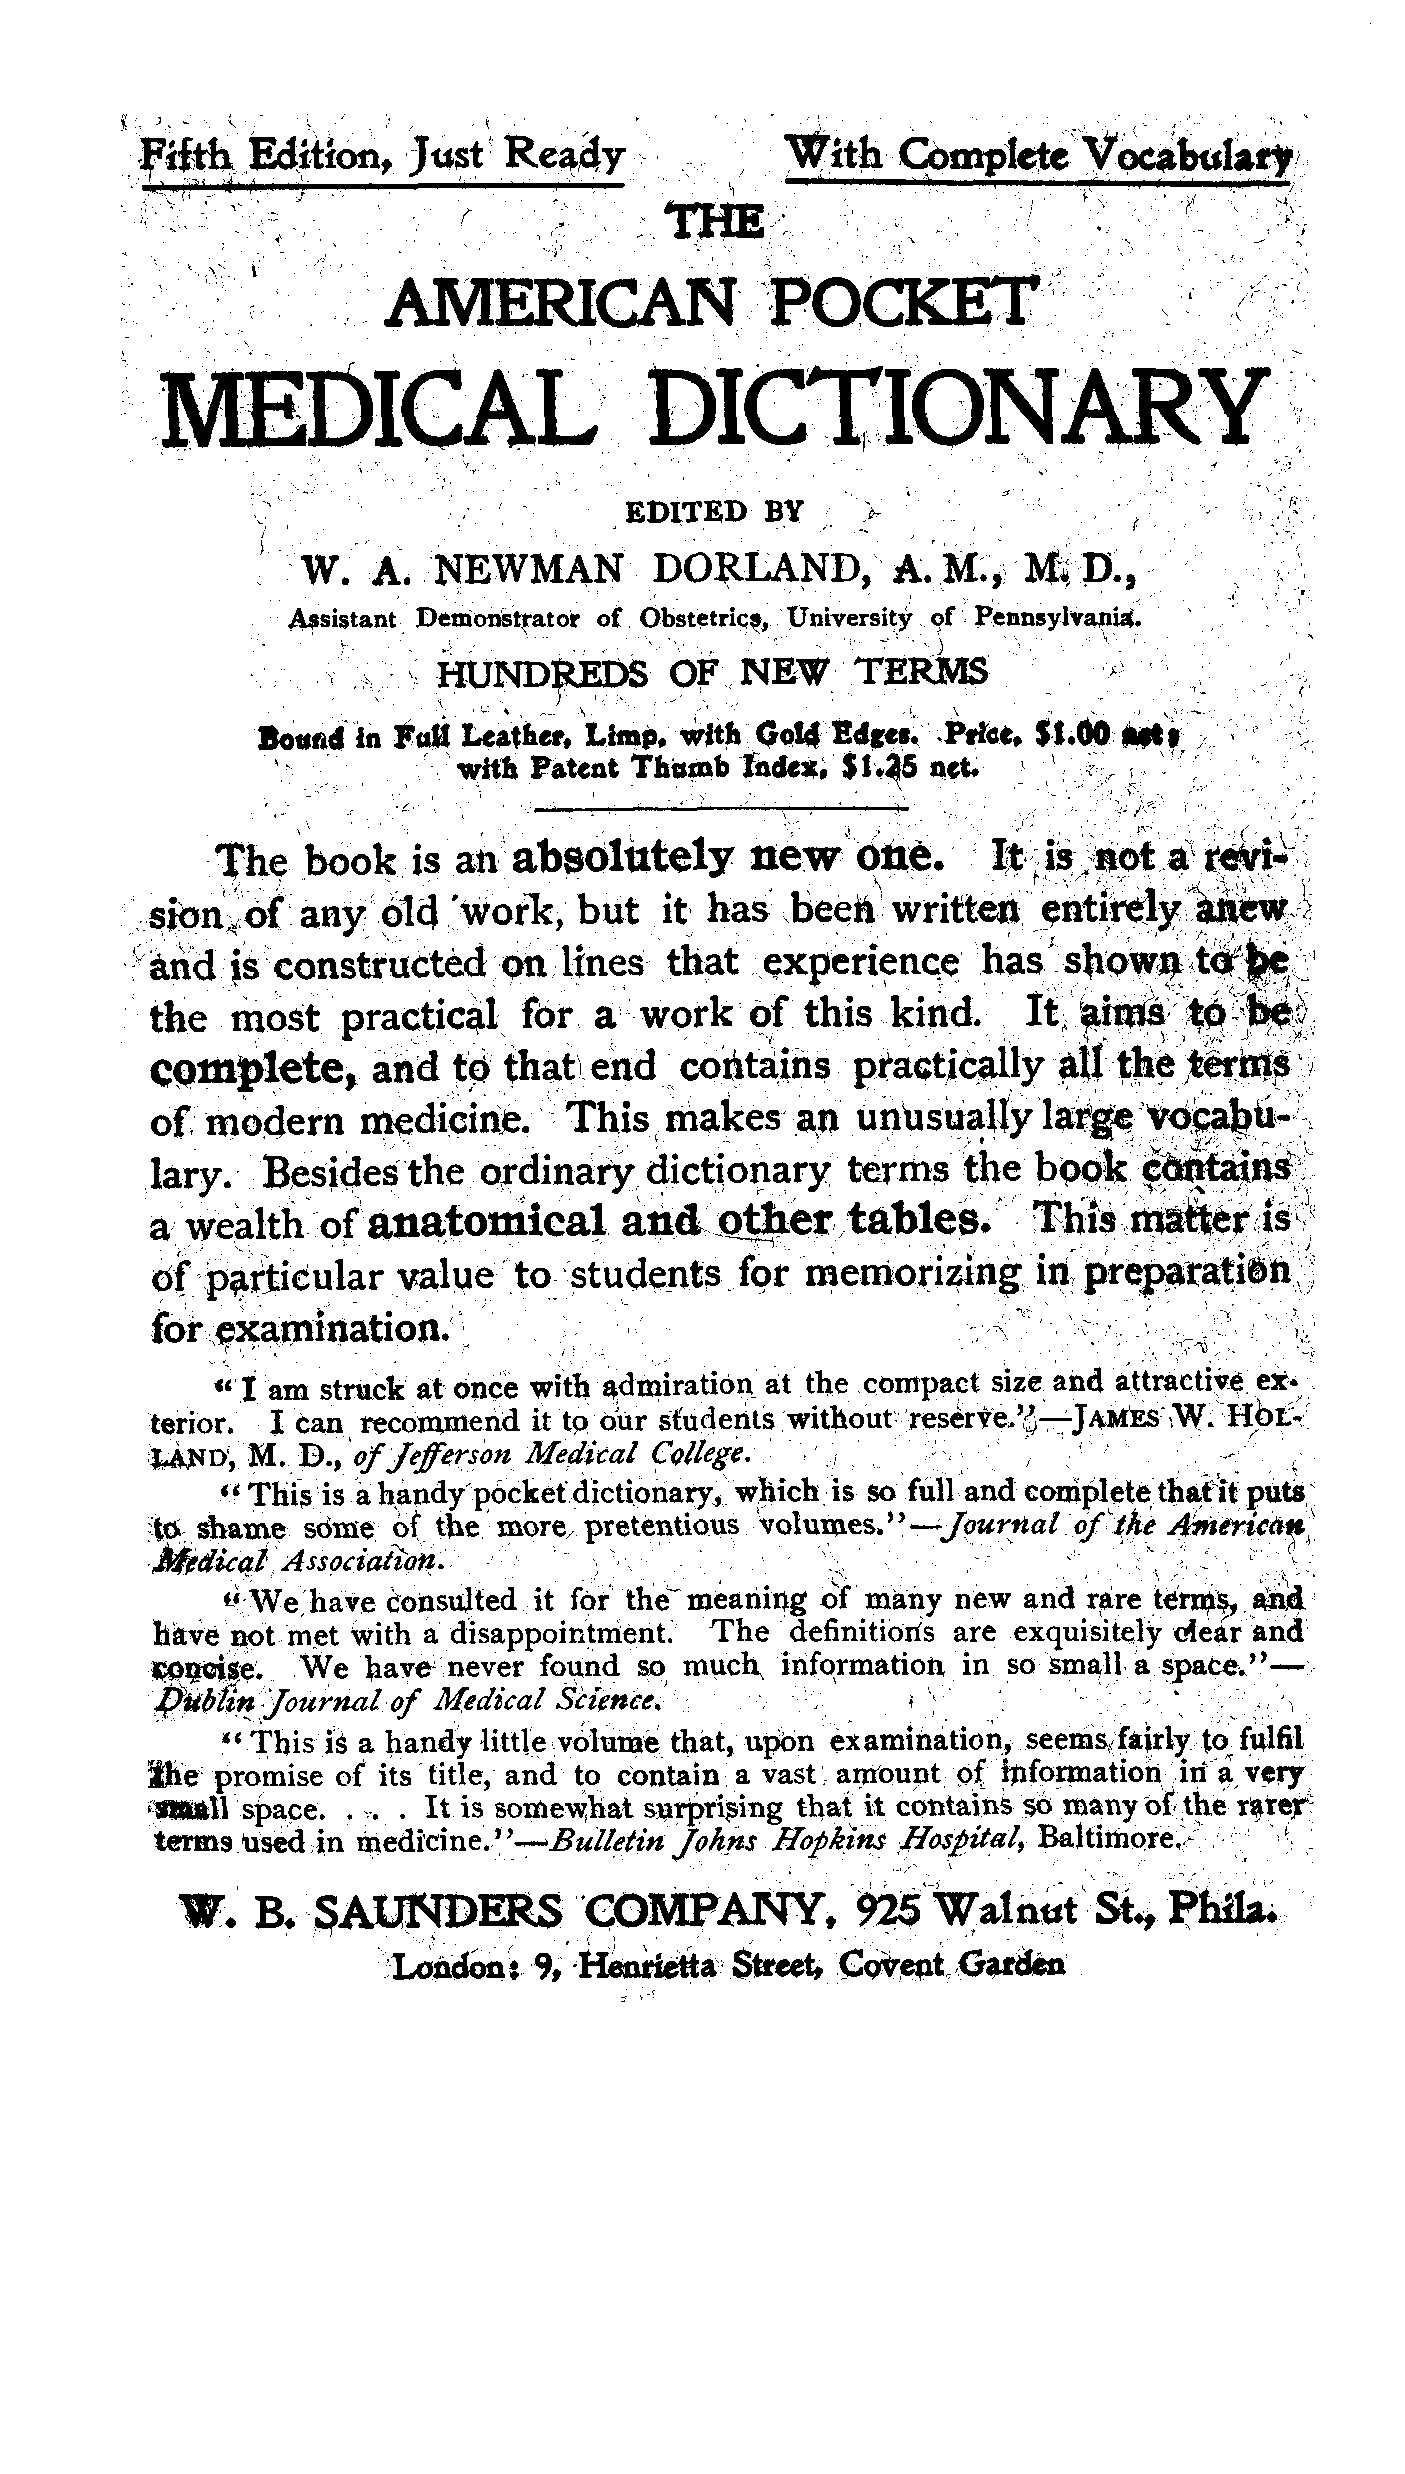 Fifth Edition, Just Ready With Complete Vocabulary
THE
AMERICAN POCKET
MEDICAL DICTIONARY
EDITED BY
W. A. NEWMAN DORLAND, A. M., M. D.,
Assistant Demonstrator of Obstetrics, University of Pennsylvania.
HUNDREDS OF NEW TERMS
Bound in Full Leather, Limp, with Gold Edges. Price, $1.00 net;
with Patent Thumb Index, $1.25 net.
The book is an absolutely new one. It is not a revi-
sion of any old work, but it has been written entirely anew
and is constructed on lines that experience has shown to be
the most practical for a work of this kind. It aims to be
complete, and to that end contains practically all the terms
of modern medicine. This makes an unusually large vocabu-
lary. Besides the ordinary dictionary terms the book contains
a wealth of anatomical and other tables. This matter is
of particular value to students for memorizing in preparation
for examination.
"I am struck at once with admiration at the compact size and attractive ex-
terior. I can recommend it to our students without reserve."—JAMES W. HOL-
LAND, M. D., of Jefferson Medical College.
"This is a handy pocket dictionary, which is so full and complete that it puts
to shame some of the more pretentious volumes."—Journal of the American
Medical Association.
"We have consulted it for the meaning of many new and rare terms, and
have not met with a disappointment. The definitions are exquisitely clear and
concise. We have never found so much information in so small a space."—
Dublin Journal of Medical Science.
"This is a handy little volume that, upon examination, seems fairly to fulfil
the promise of its title, and to contain a vast amount of information in a very
small space. . . . It is somewhat surprising that it contains so many of the rarer
terms used in medicine."—Bulletin Johns Hopkins Hospital, Baltimore.
W. B. SAUNDERS COMPANY, 925 Walnut St., Phila.
London: 9, Henrietta Street, Covent Garden